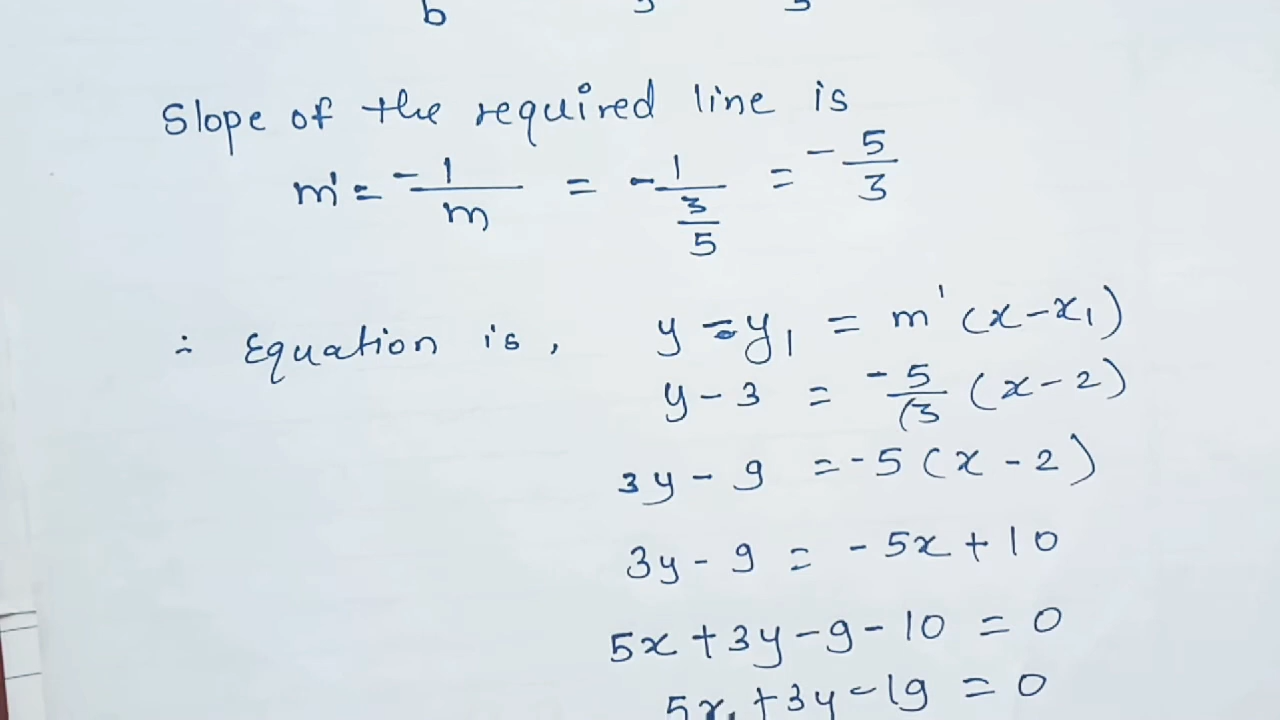 b
Slope of the required line is
m' = -1/m = -1/(3/5) = -5/3
∴ Equation is, y - y₁ = m' (x-x₁)
y - 3 = -5/(3 (x-2)
3y - 9 = -5 (x - 2)
3y - 9 = -5x + 10
5x + 3y - 9 - 10 = 0
5x + 3y - 19 = 0